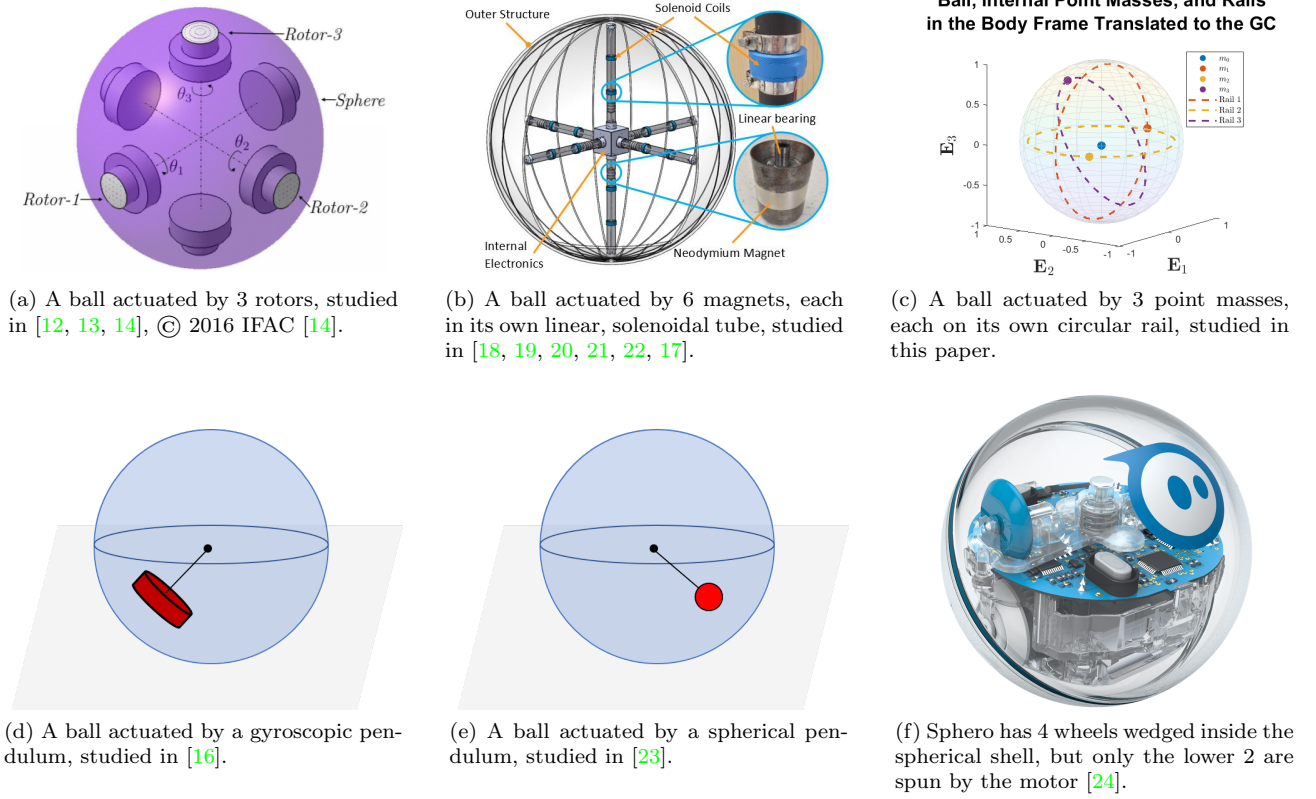 Rotor-3
θ3
Sphere
θ2
θ1
Rotor-1
Rotor-2
(a) A ball actuated by 3 rotors, studied
in [12, 13, 14], © 2016 IFAC [14].
Outer Structure
Solenoid Coils
Linear bearing
Internal
Electronics
Neodymium Magnet
(b) A ball actuated by 6 magnets, each
in its own linear, solenoidal tube, studied
in [18, 19, 20, 21, 22, 17].
Ball, Internal Point Masses, and Rails
in the Body Frame Translated to the GC
m0
m1
m2
m3
Rail 1
Rail 2
Rail 3
1
0.5
0
-0.5
-1
E3
1
0.5
0
-0.5
-1
E2
-1
0
1
E1
(c) A ball actuated by 3 point masses,
each on its own circular rail, studied in
this paper.
(d) A ball actuated by a gyroscopic pen-
dulum, studied in [16].
(e) A ball actuated by a spherical pen-
dulum, studied in [23].
(f) Sphero has 4 wheels wedged inside the
spherical shell, but only the lower 2 are
spun by the motor [24].